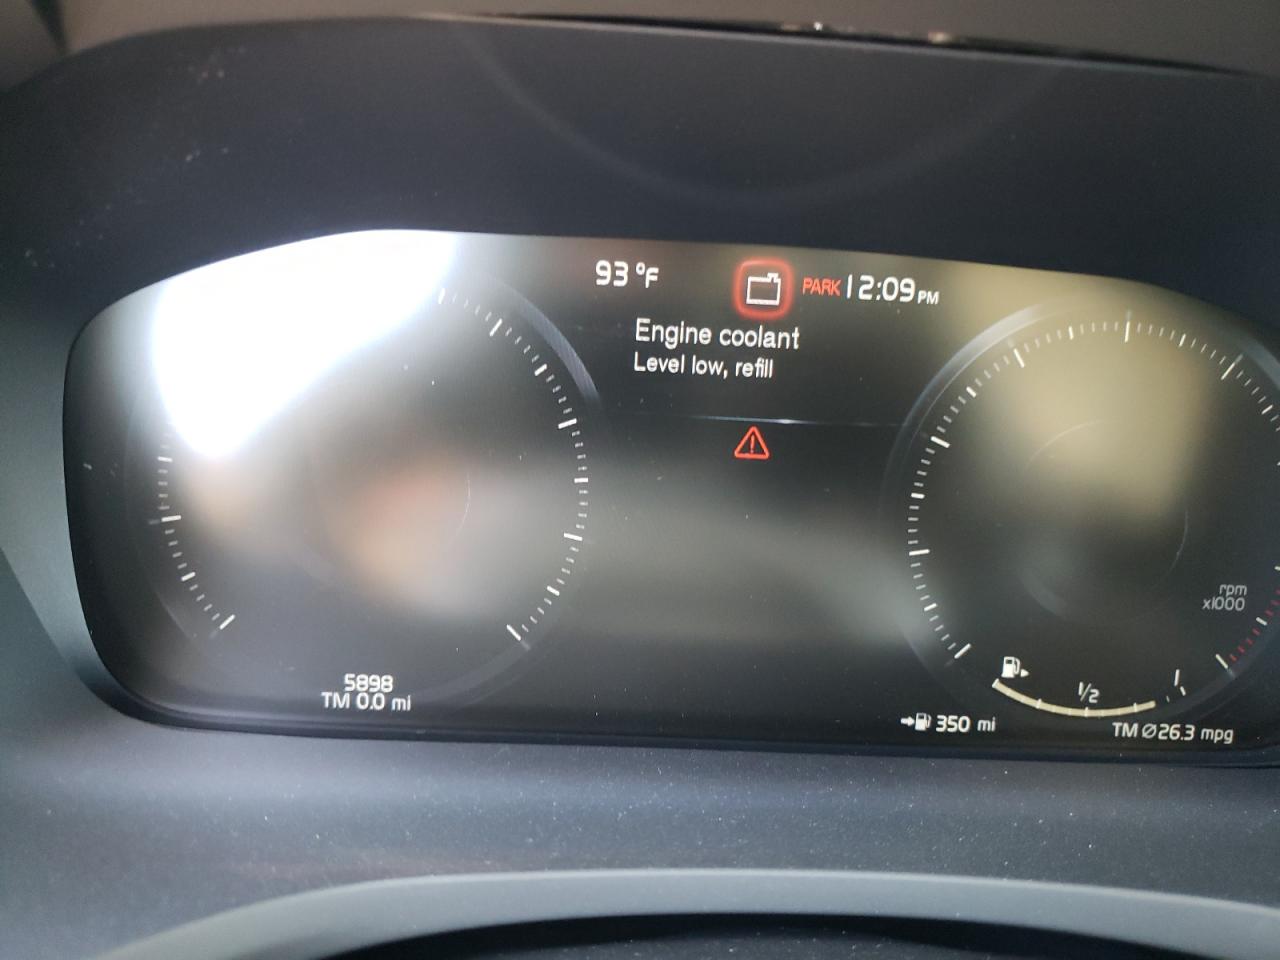 93 °F
PARK 12:09 PM
Engine coolant
Level low, refill
rpm
x1000
5898
TM 0.0 mi
1/2
350 mi
TM Ø26.3 mpg